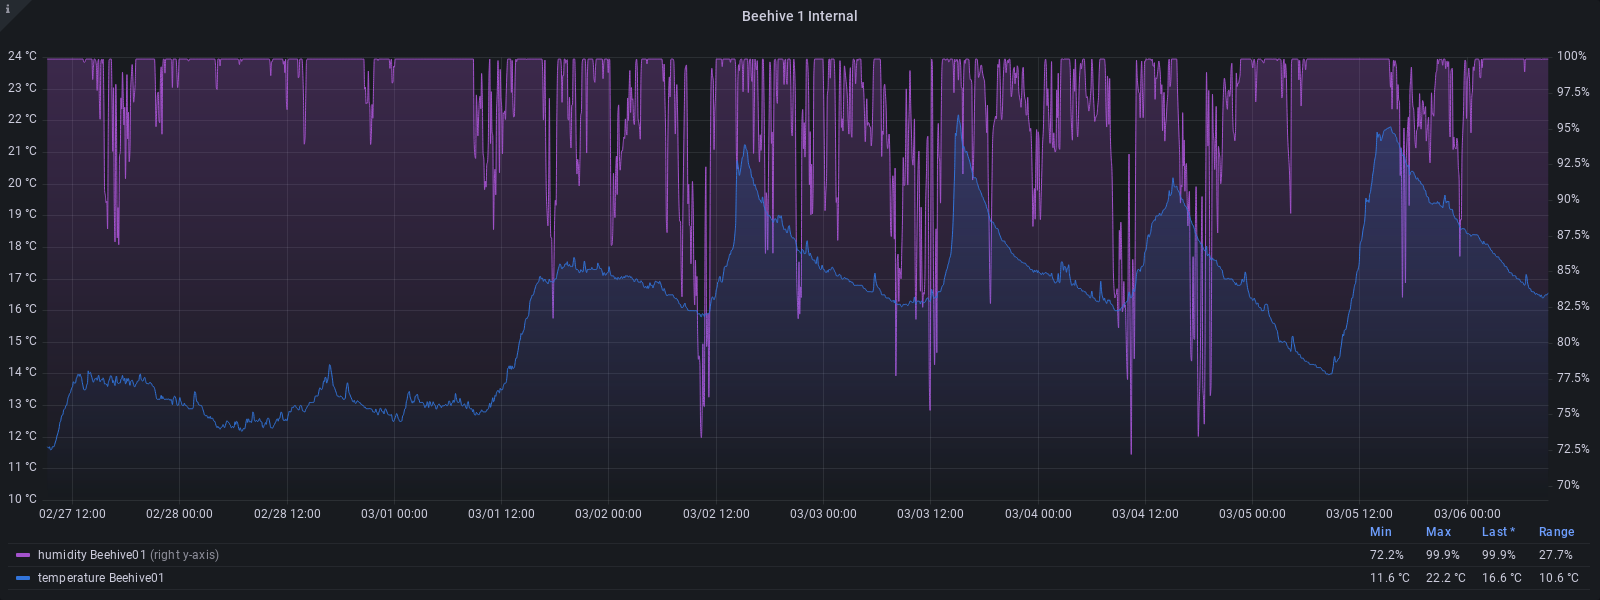 i
Beehive 1 Internal
24 °C 100%
23 °C 97.5%
22 °C 95%
21 °C 92.5%
20 °C 90%
19 °C 87.5%
18 °C 85%
17 °C 82.5%
16 °C 80%
15 °C 77.5%
14 °C 75%
13 °C 72.5%
12 °C 70%
11 °C
10 °C
02/27 12:00 02/28 00:00 02/28 12:00 03/01 00:00 03/01 12:00 03/02 00:00 03/02 12:00 03/03 00:00 03/03 12:00 03/04 00:00 03/04 12:00 03/05 00:00 03/05 12:00 03/06 00:00
Min Max Last * Range
humidity Beehive01 (right y-axis) 72.2% 99.9% 99.9% 27.7%
temperature Beehive01 11.6 °C 22.2 °C 16.6 °C 10.6 °C